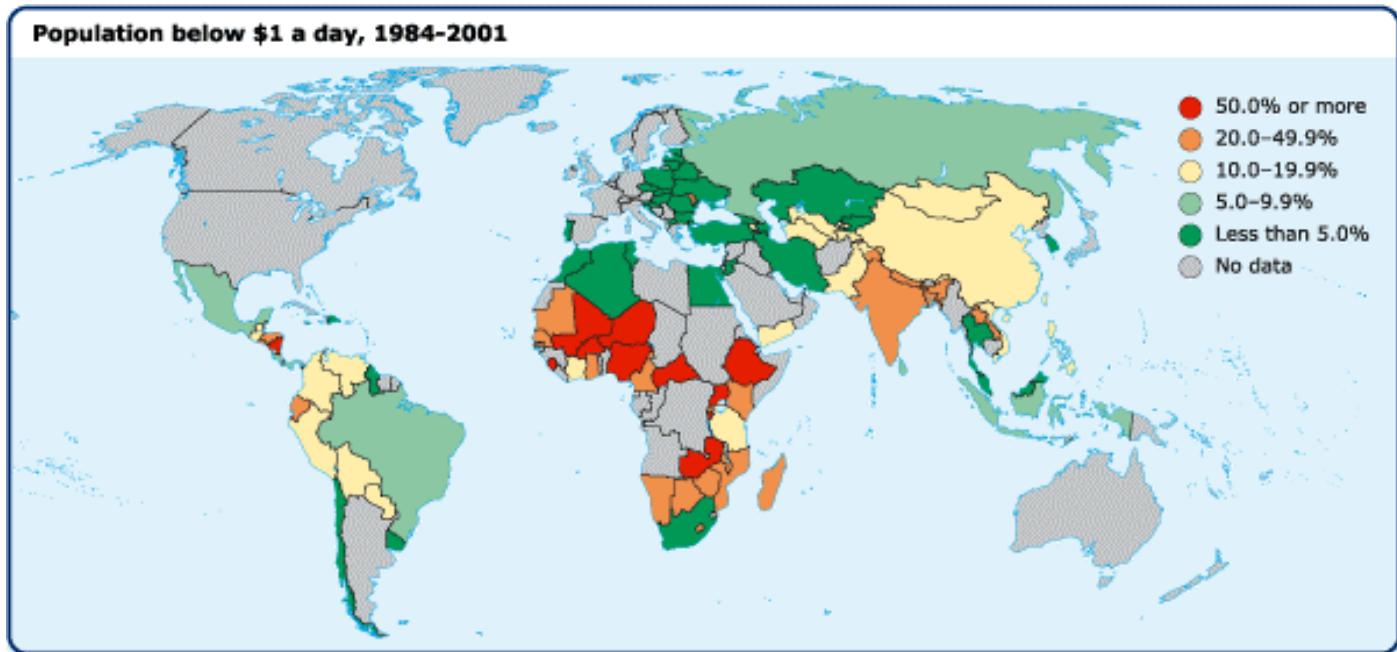 Population below $1 a day, 1984-2001
50.0% or more
20.0–49.9%
10.0–19.9%
5.0–9.9%
Less than 5.0%
No data